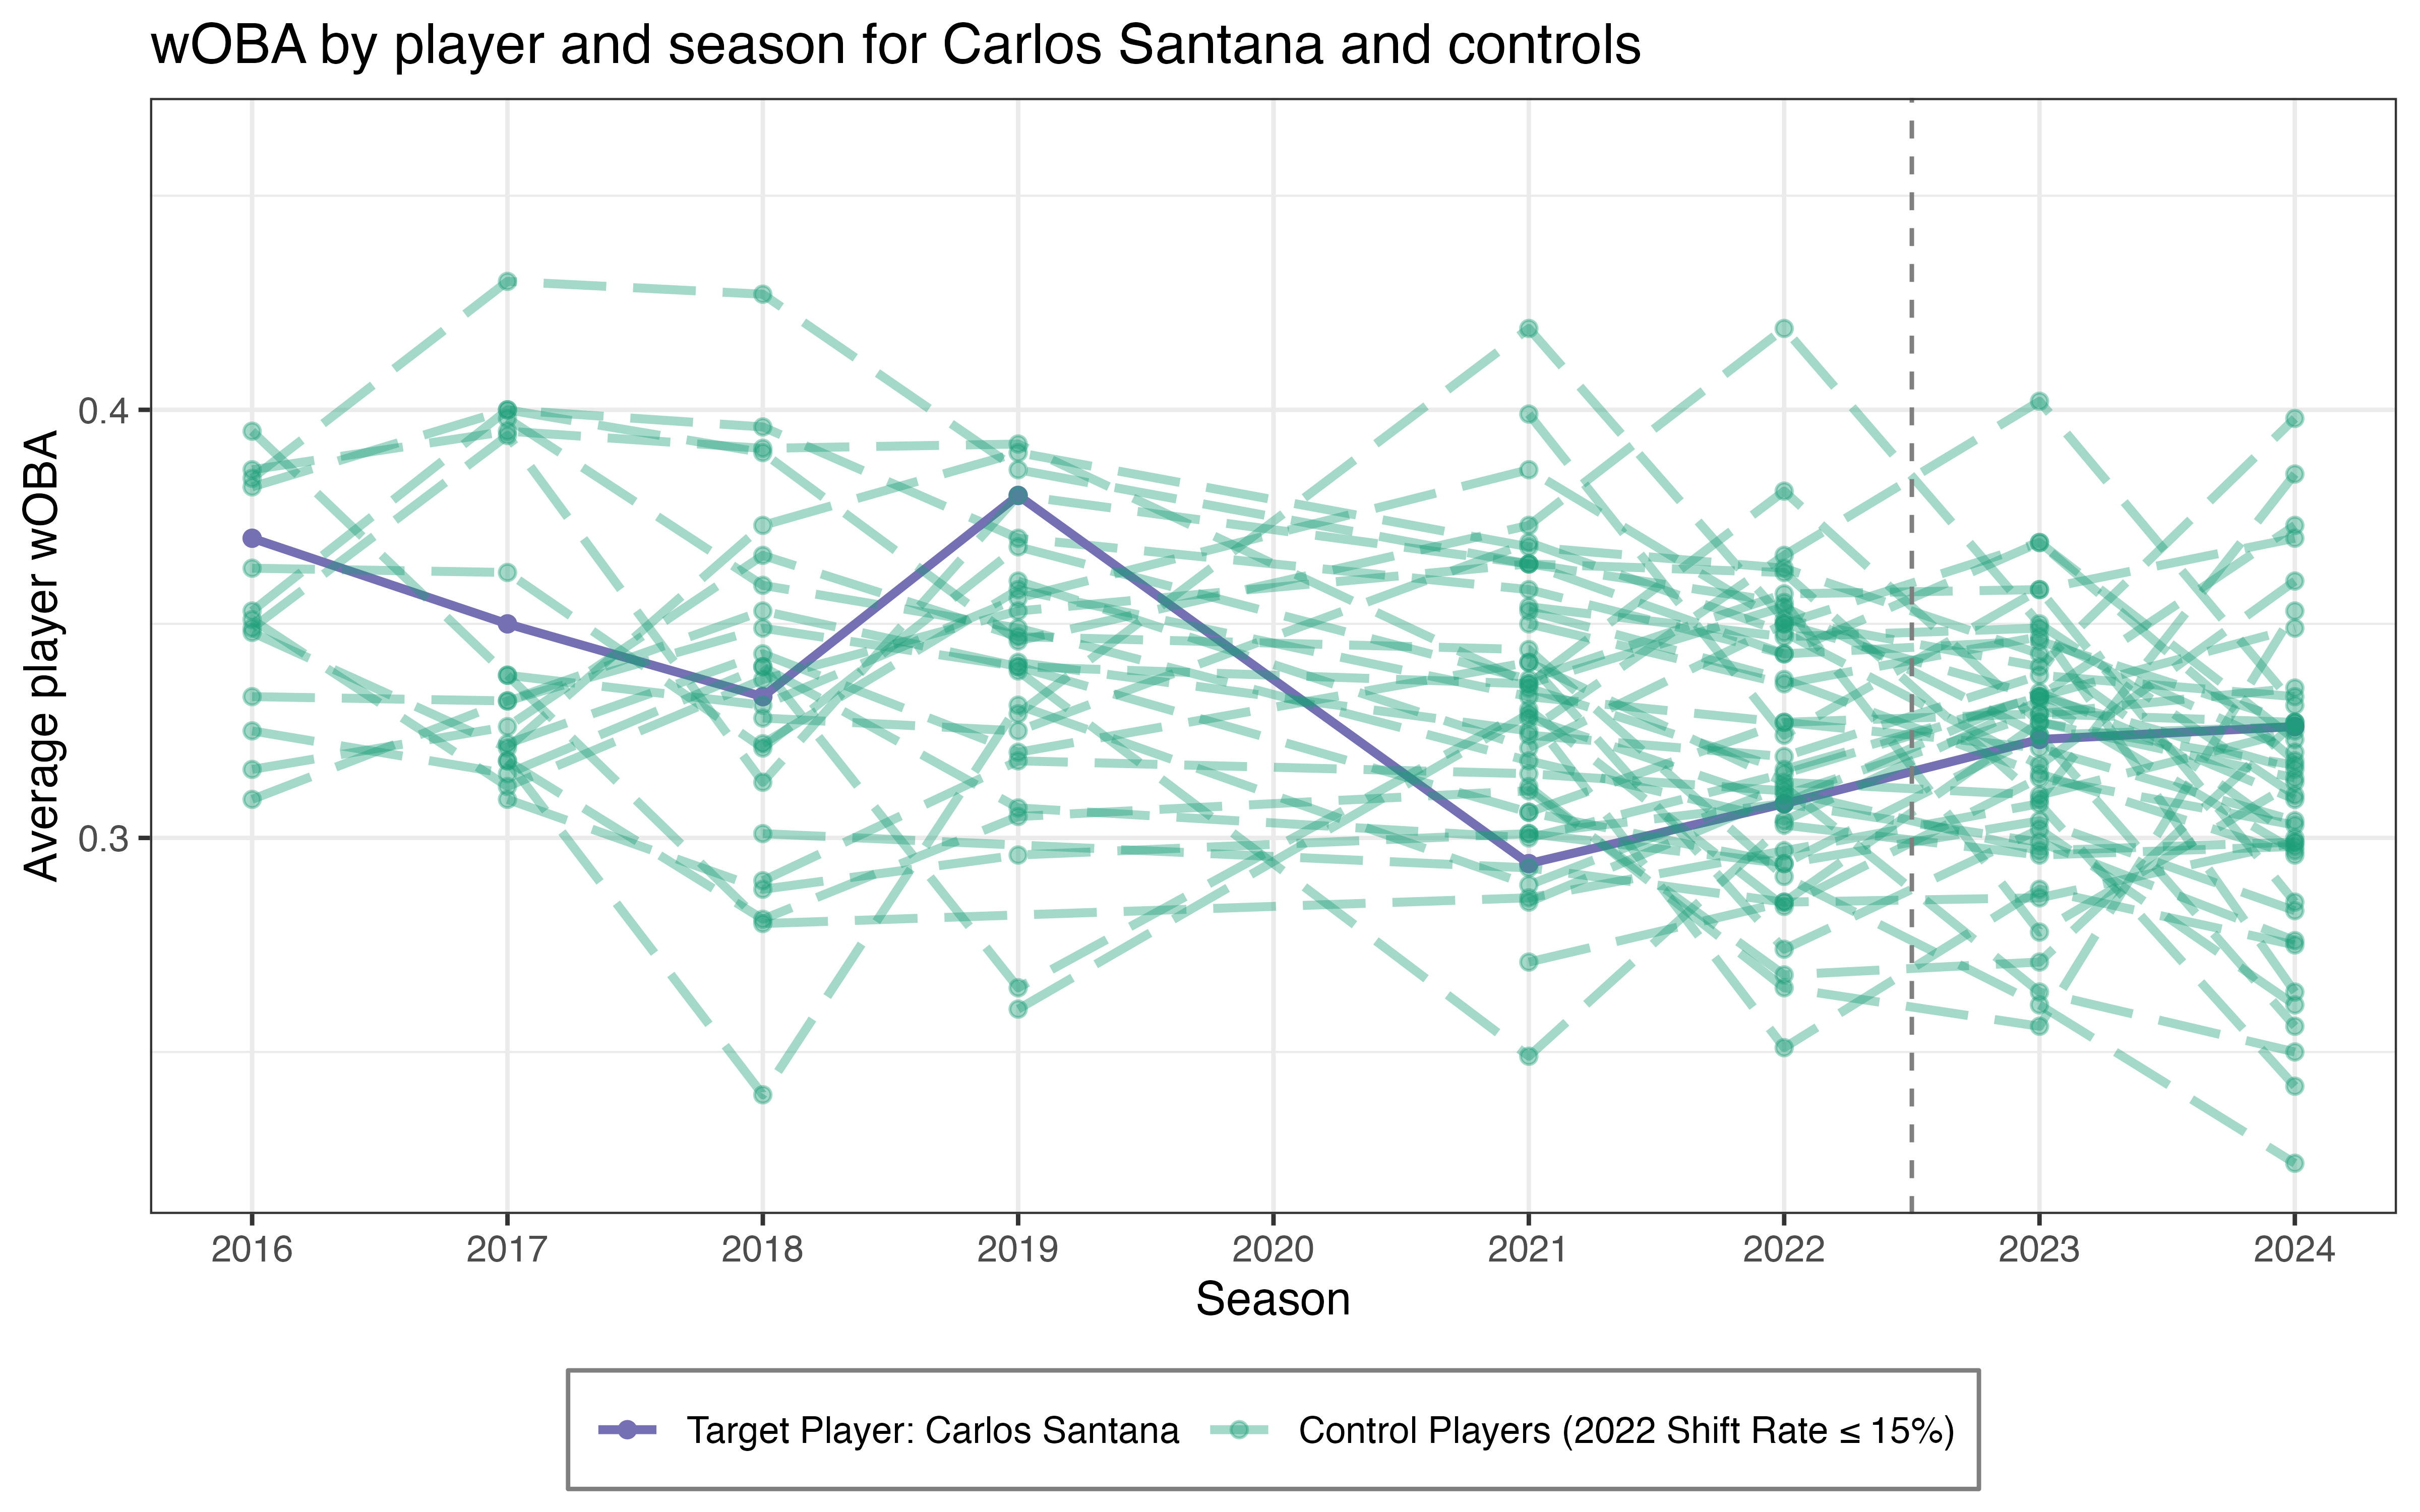 wOBA by player and season for Carlos Santana and controls
Average player wOBA
0.4
0.3
2016 2017 2018 2019 2020 2021 2022 2023 2024
Season
Target Player: Carlos Santana Control Players (2022 Shift Rate ≤ 15%)